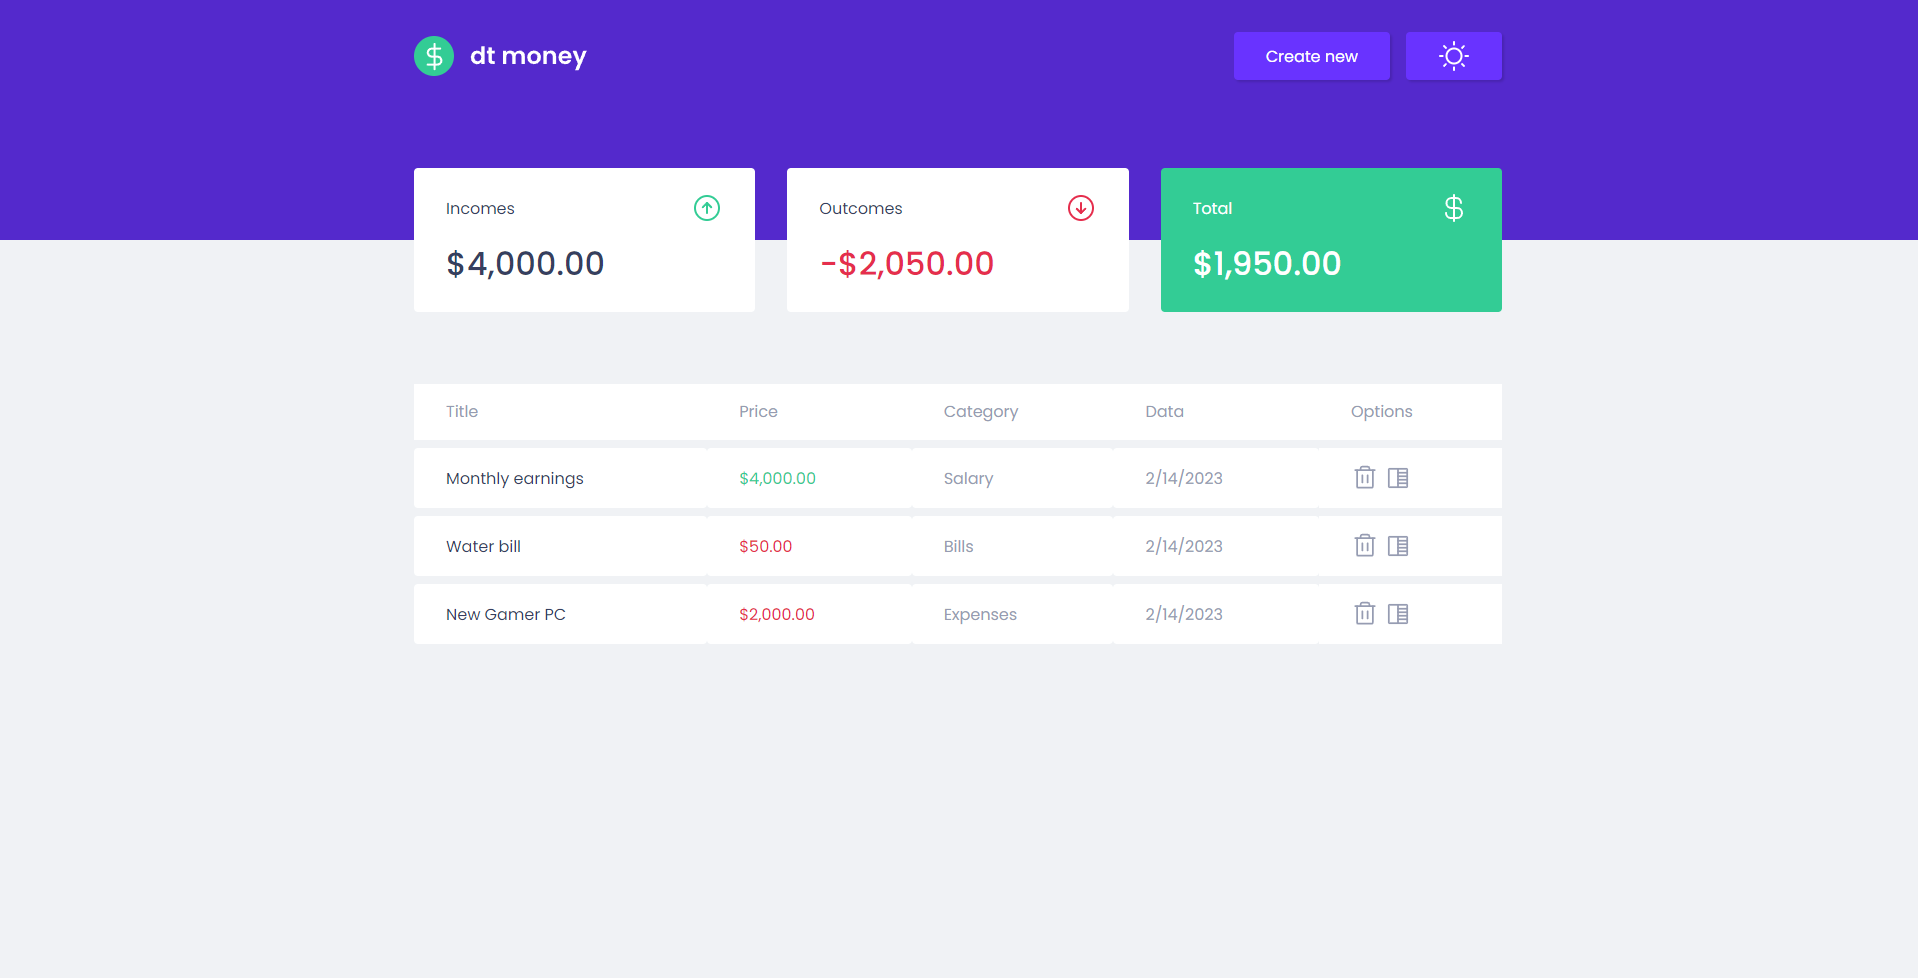 dt money
Create new
Incomes
$4,000.00
Outcomes
-$2,050.00
Total
$1,950.00
Title Price Category Data Options
Monthly earnings $4,000.00 Salary 2/14/2023
Water bill $50.00 Bills 2/14/2023
New Gamer PC $2,000.00 Expenses 2/14/2023